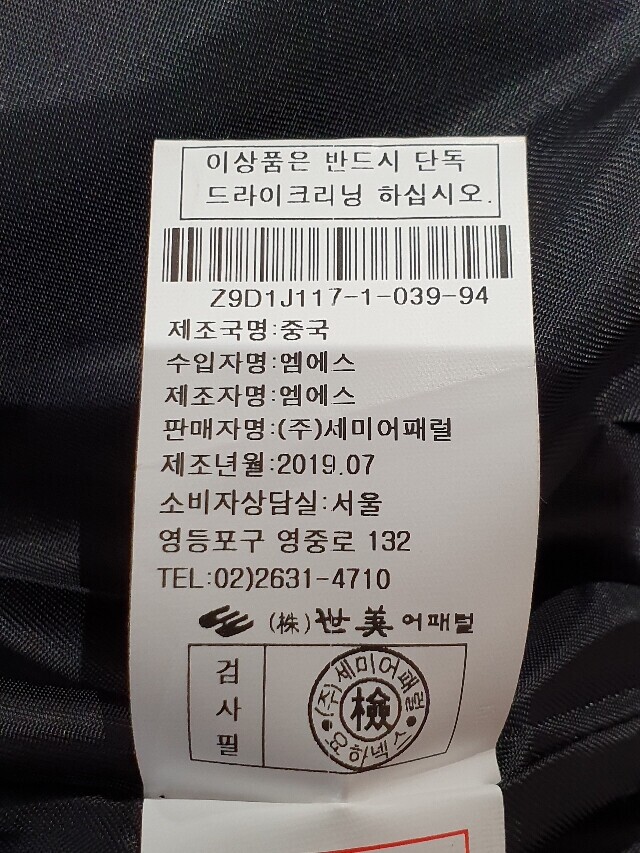 이상품은 반드시 단독
드라이크리닝 하십시오.
Z9D1J117-1-039-94
제조국명:중국
수입자명:엠에스
제조자명:엠에스
판매자명:(주)세미어패럴
제조년월:2019.07
소비자상담실:서울
영등포구 영중로 132
TEL:02)2631-4710
(株)世美어패럴
검사필
(주)세미어패럴
檢